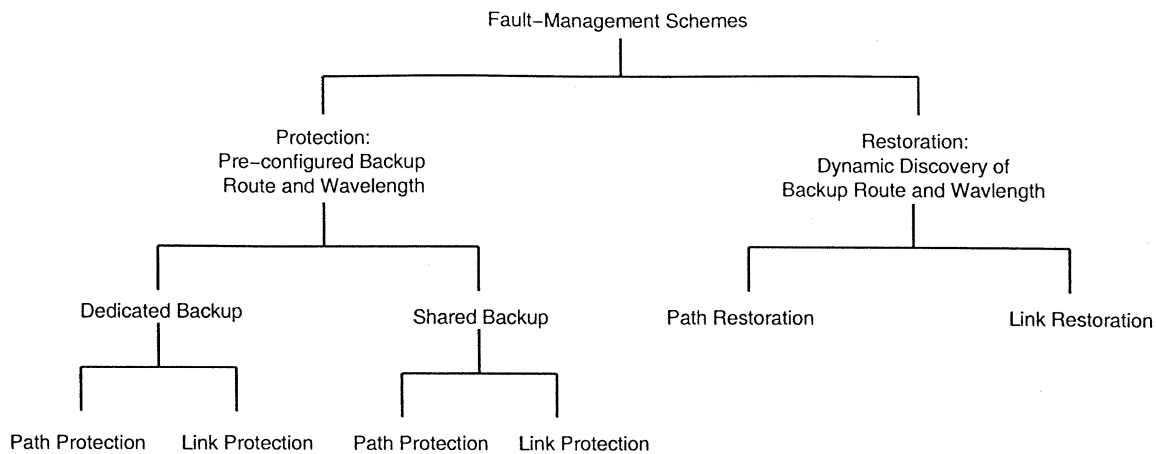 Fault-Management Schemes
Protection:
Pre-configured Backup
Route and Wavelength
Restoration:
Dynamic Discovery of
Backup Route and Wavlength
Dedicated Backup
Shared Backup
Path Restoration
Link Restoration
Path Protection
Link Protection
Path Protection
Link Protection